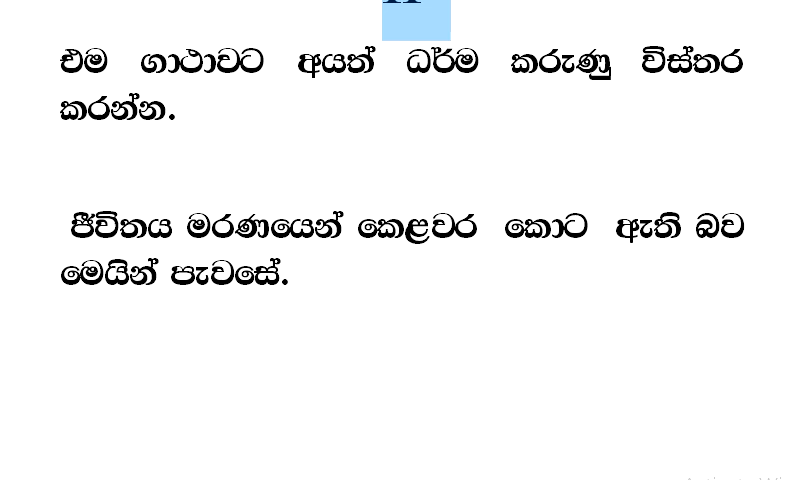 එම ගාථාවට අයත් ධර්ම කරුණු විස්තර
කරන්න.
ජීවිතය මරණයෙන් කෙළවර කොට ඇති බව
මෙයින් පැවසේ.